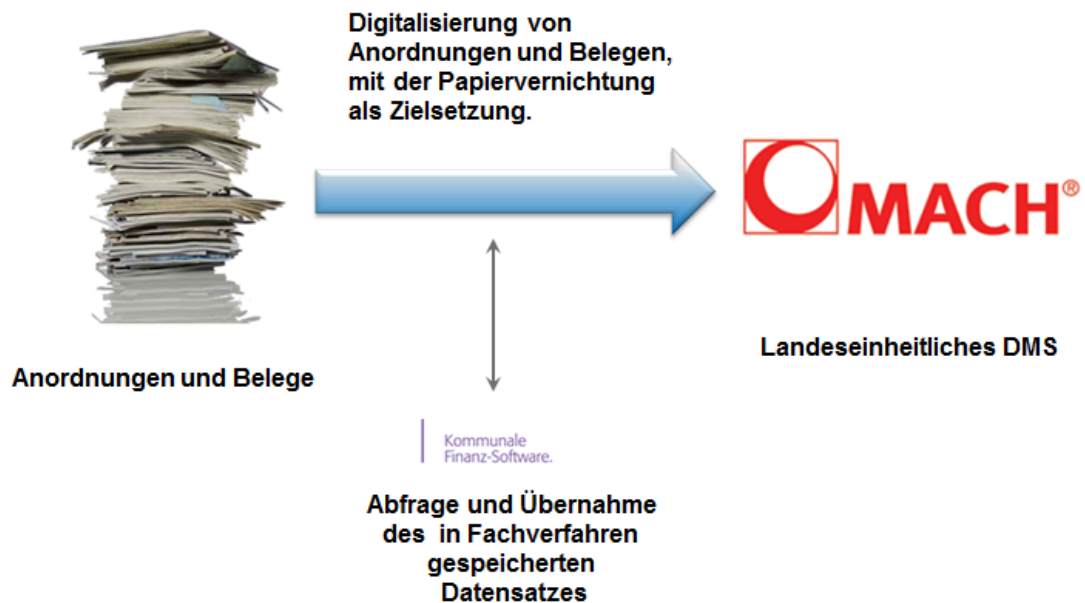 Digitalisierung von
Anordnungen und Belegen,
mit der Papiervernichtung
als Zielsetzung.
MACH®
Landeseinheitliches DMS
Anordnungen und Belege
Kommunale
Finanz-Software.
Abfrage und Übernahme
des in Fachverfahren
gespeicherten
Datensatzes